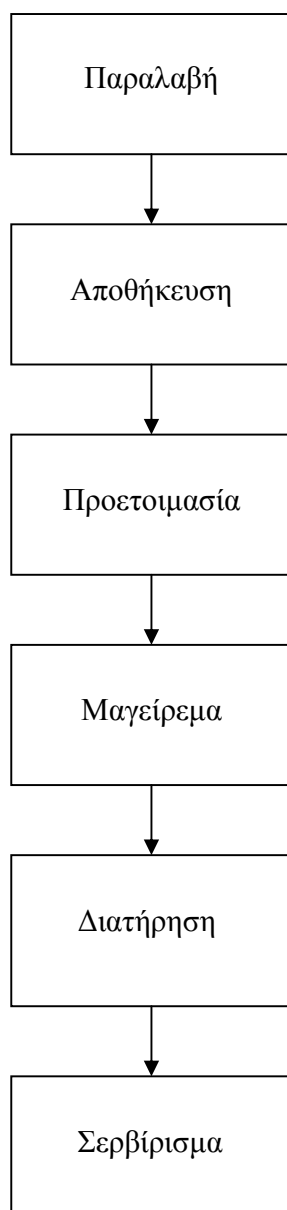 Παραλαβή
Αποθήκευση
Προετοιμασία
Μαγείρεμα
Διατήρηση
Σερβίρισμα